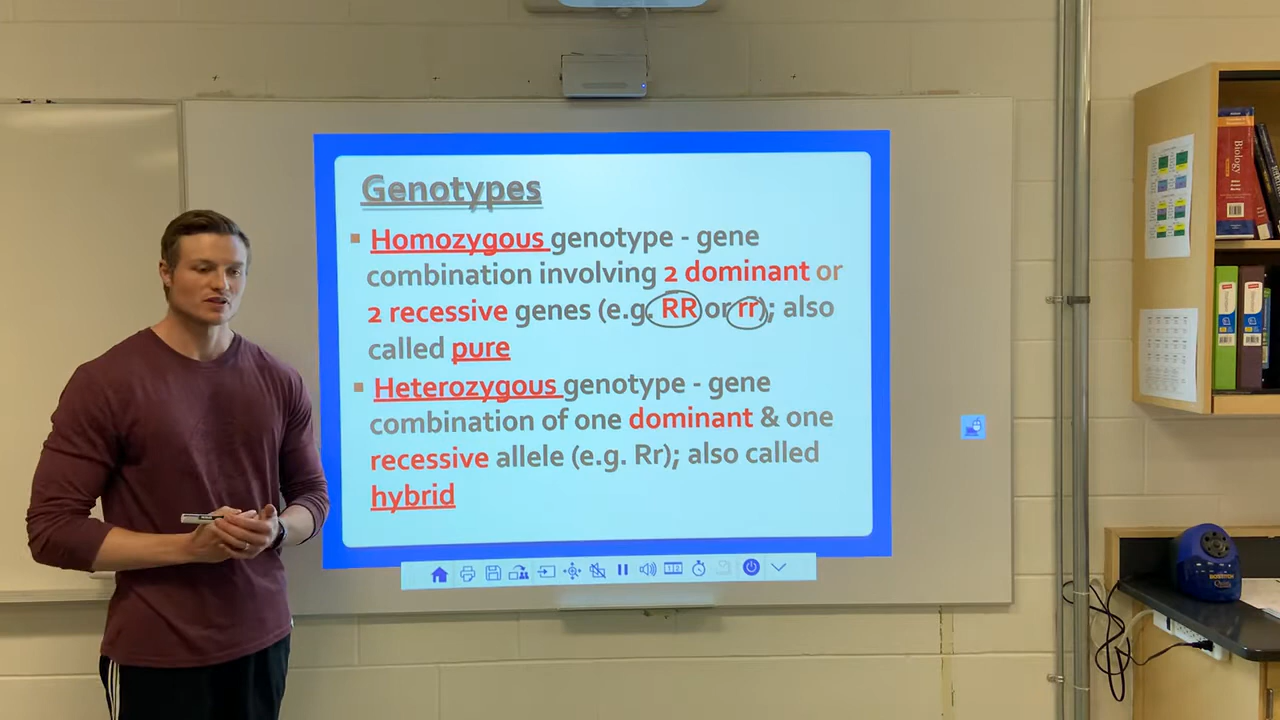 Genotypes
Homozygous genotype - gene
combination involving 2 dominant or
2 recessive genes (e.g. RR or rr); also
called pure
Heterozygous genotype - gene
combination of one dominant & one
recessive allele (e.g. Rr); also called
hybrid
Biology
BOSTITCH